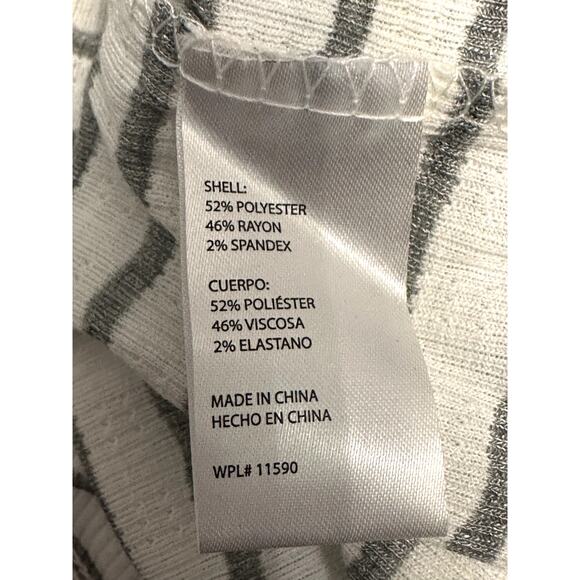 SHELL:
52% POLYESTER
46% RAYON
2% SPANDEX
CUERPO:
52% POLIÉSTER
46% VISCOSA
2% ELASTANO
MADE IN CHINA
HECHO EN CHINA
WPL# 11590